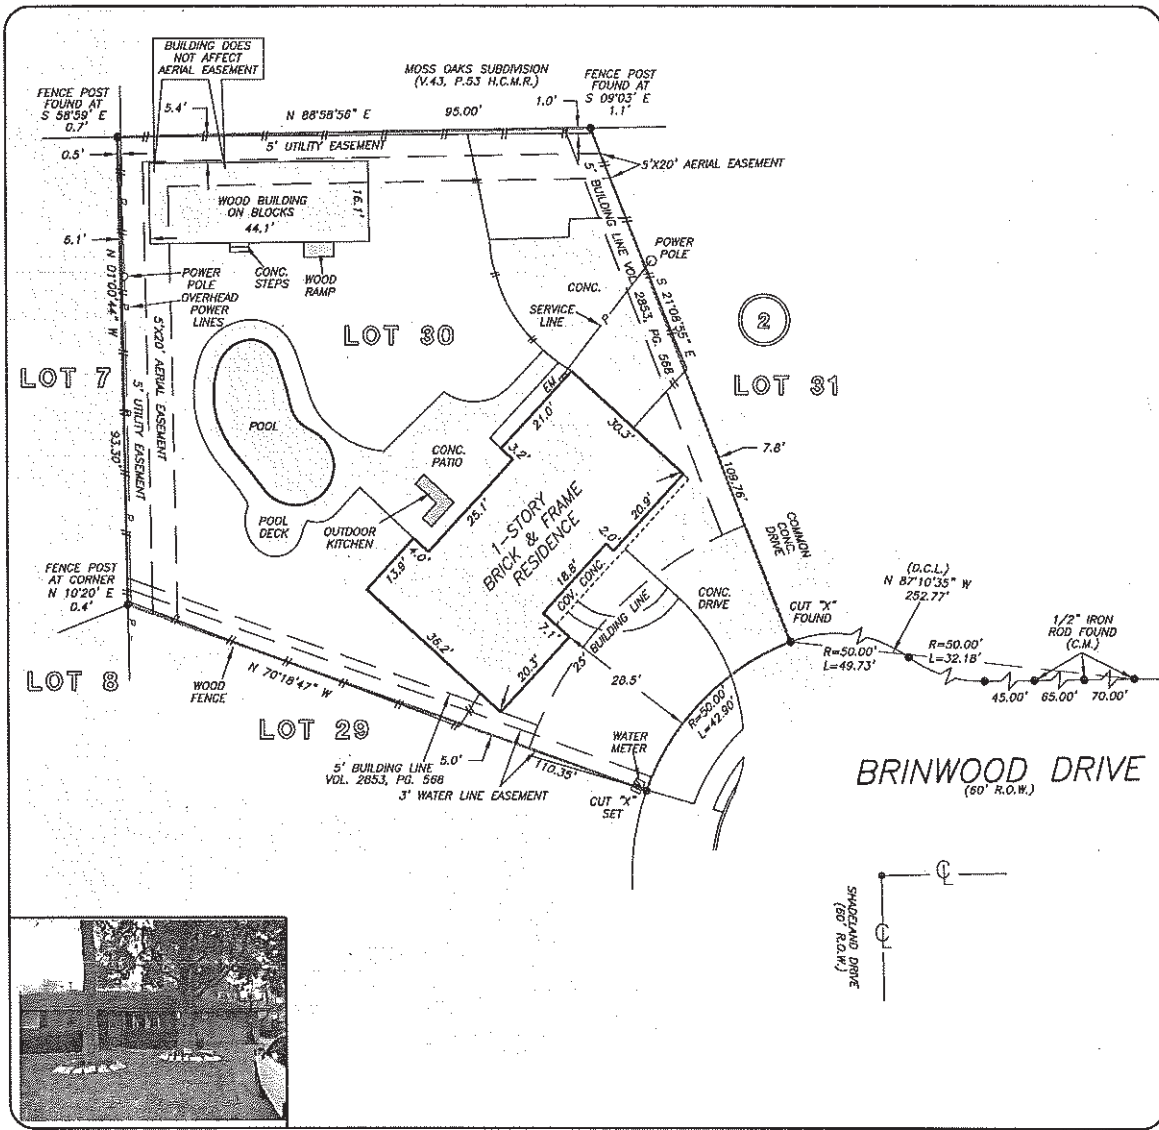 BUILDING DOES
NOT AFFECT
AERIAL EASEMENT
MOSS OAKS SUBDIVISION
(V.43, P.53 H.C.M.R.)
FENCE POST
FOUND AT
S 09°03' E
1.1'
FENCE POST
FOUND AT
S 58°59' E
0.7'
5.4'
N 88°58'56" E
95.00'
1.0'
5' UTILITY EASEMENT
0.5'
5'X20' AERIAL EASEMENT
WOOD BUILDING
ON BLOCKS
44.1'
16.1'
6.1'
CONC.
STEPS
WOOD
RAMP
POWER
POLE
OVERHEAD
POWER
LINES
N 01°00'44" W
93.30'
5'X20' AERIAL EASEMENT
5' UTILITY EASEMENT
5' BUILDING LINE VOL. 2853, PG. 568
POWER
POLE
S 21°08'55" E
109.76'
CONC.
SERVICE
LINE
P
2
LOT 30
LOT 7
LOT 31
EM
21.0'
30.3'
POOL
3.2'
CONC.
PATIO
7.8'
25.1'
1-STORY
BRICK & FRAME
RESIDENCE
20.9'
POOL
DECK
OUTDOOR
KITCHEN
4.0'
13.9'
2.0'
18.8'
COV. CONC.
COMMON
CONC.
DRIVE
FENCE POST
AT CORNER
N 10°20' E
0.4'
(D.C.L.)
N 87°10'35" W
252.77'
CONC.
DRIVE
CUT "X"
FOUND
1/2" IRON
ROD FOUND
(C.M.)
7.1'
25' BUILDING LINE
36.2'
20.3'
28.5'
R=50.00'
L=49.73'
R=50.00'
L=32.18'
45.00'
65.00'
70.00'
LOT 8
WOOD
FENCE
N 70°18'47" W
LOT 29
R=50.00'
L=42.90'
WATER
METER
5' BUILDING LINE
VOL. 2853, PG. 568
5.0'
110.35'
3' WATER LINE EASEMENT
CUT "X"
SET
BRINWOOD DRIVE
(60' R.O.W.)
SHADELAND DRIVE
(60' R.O.W.)